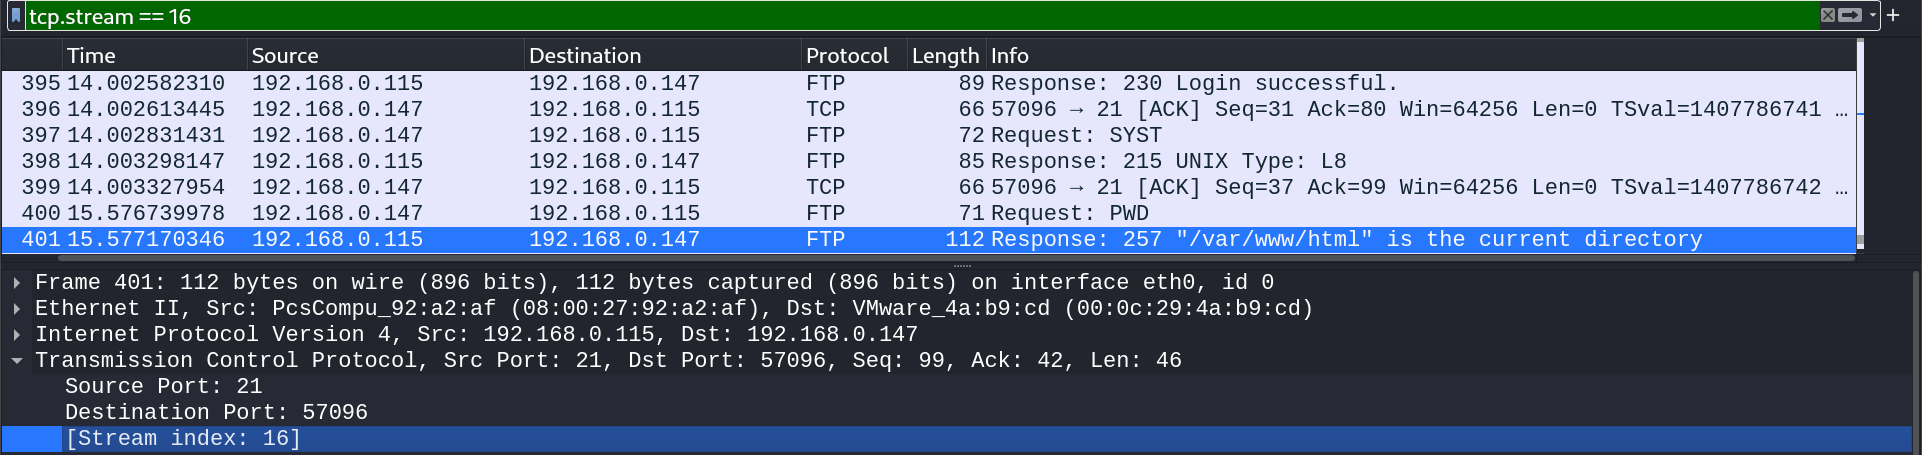 tcp.stream == 16
Time Source Destination Protocol Length Info
395 14.002582310 192.168.0.115 192.168.0.147 FTP 89 Response: 230 Login successful.
396 14.002613445 192.168.0.147 192.168.0.115 TCP 66 57096 → 21 [ACK] Seq=31 Ack=80 Win=64256 Len=0 TSval=1407786741 …
397 14.002831431 192.168.0.147 192.168.0.115 FTP 72 Request: SYST
398 14.003298147 192.168.0.115 192.168.0.147 FTP 85 Response: 215 UNIX Type: L8
399 14.003327954 192.168.0.147 192.168.0.115 TCP 66 57096 → 21 [ACK] Seq=37 Ack=99 Win=64256 Len=0 TSval=1407786742 …
400 15.576739978 192.168.0.147 192.168.0.115 FTP 71 Request: PWD
401 15.577170346 192.168.0.115 192.168.0.147 FTP 112 Response: 257 "/var/www/html" is the current directory
Frame 401: 112 bytes on wire (896 bits), 112 bytes captured (896 bits) on interface eth0, id 0
Ethernet II, Src: PcsCompu_92:a2:af (08:00:27:92:a2:af), Dst: VMware_4a:b9:cd (00:0c:29:4a:b9:cd)
Internet Protocol Version 4, Src: 192.168.0.115, Dst: 192.168.0.147
Transmission Control Protocol, Src Port: 21, Dst Port: 57096, Seq: 99, Ack: 42, Len: 46
Source Port: 21
Destination Port: 57096
[Stream index: 16]